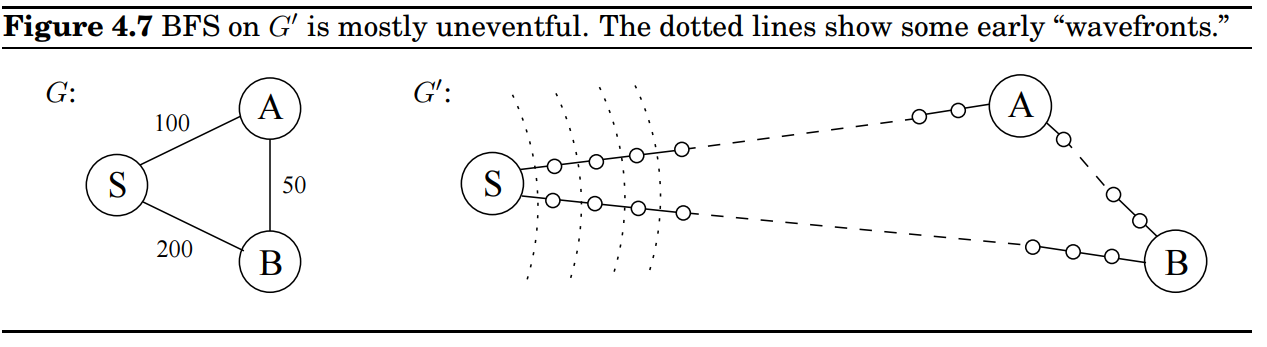 Figure 4.7 BFS on G′ is mostly uneventful. The dotted lines show some early “wavefronts.”
G:
A
100
S
50
200
B
G′:
A
S
B